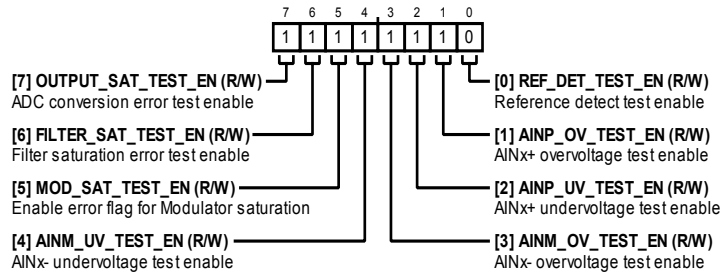 7 6 5 4 3 2 1 0
1 1 1 1 1 1 1 0
[7] OUTPUT_SAT_TEST_EN (R/W)
ADC conversion error test enable
[6] FILTER_SAT_TEST_EN (R/W)
Filter saturation error test enable
[5] MOD_SAT_TEST_EN (R/W)
Enable error flag for Modulator saturation
[4] AINM_UV_TEST_EN (R/W)
AINx- undervoltage test enable
[0] REF_DET_TEST_EN (R/W)
Reference detect test enable
[1] AINP_OV_TEST_EN (R/W)
AINx+ overvoltage test enable
[2] AINP_UV_TEST_EN (R/W)
AINx+ undervoltage test enable
[3] AINM_OV_TEST_EN (R/W)
AINx- overvoltage test enable